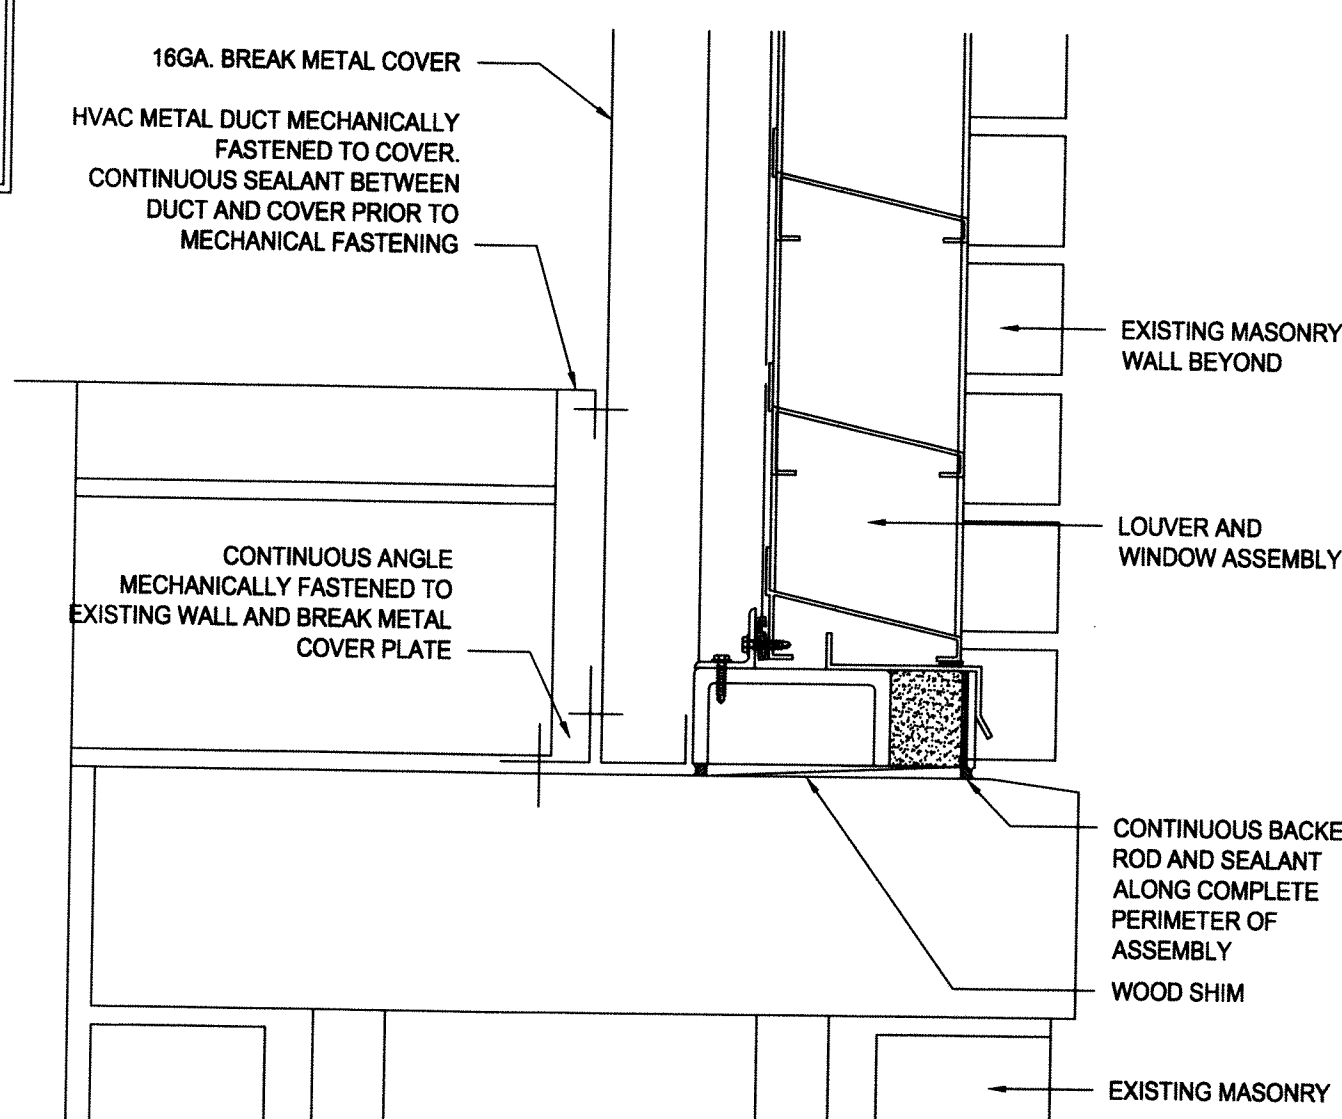 16GA. BREAK METAL COVER
HVAC METAL DUCT MECHANICALLY
FASTENED TO COVER.
CONTINUOUS SEALANT BETWEEN
DUCT AND COVER PRIOR TO
MECHANICAL FASTENING
EXISTING MASONRY
WALL BEYOND
LOUVER AND
WINDOW ASSEMBLY
CONTINUOUS ANGLE
MECHANICALLY FASTENED TO
EXISTING WALL AND BREAK METAL
COVER PLATE
CONTINUOUS BACKE
ROD AND SEALANT
ALONG COMPLETE
PERIMETER OF
ASSEMBLY
WOOD SHIM
EXISTING MASONRY